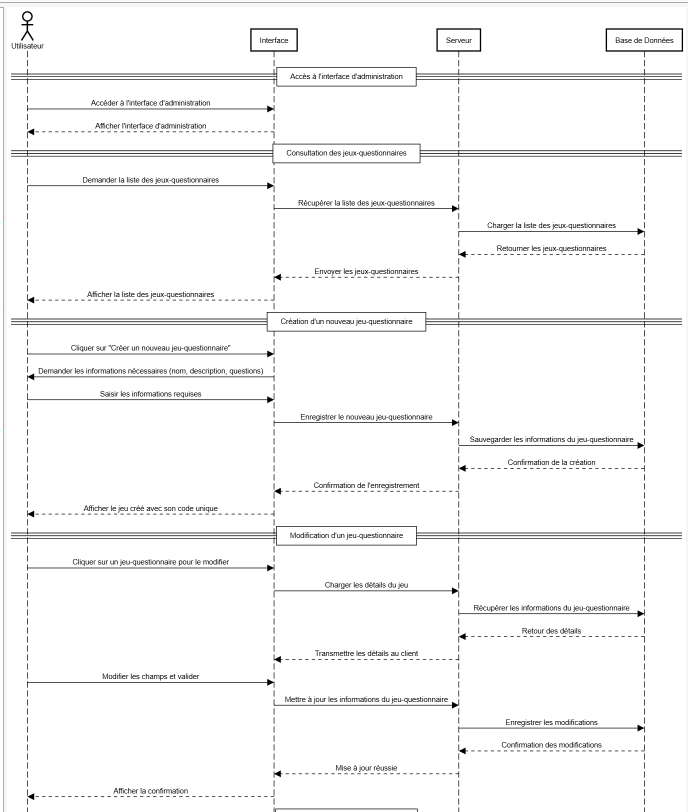 Utilisateur
Interface
Serveur
Base de Données
Accès à l'interface d'administration
Accéder à l'interface d'administration
Afficher l'interface d'administration
Consultation des jeux-questionnaires
Demander la liste des jeux-questionnaires
Récupérer la liste des jeux-questionnaires
Charger la liste des jeux-questionnaires
Retourner les jeux-questionnaires
Envoyer les jeux-questionnaires
Afficher la liste des jeux-questionnaires
Création d'un nouveau jeu-questionnaire
Cliquer sur "Créer un nouveau jeu-questionnaire"
Demander les informations nécessaires (nom, description, questions)
Saisir les informations requises
Enregistrer le nouveau jeu-questionnaire
Sauvegarder les informations du jeu-questionnaire
Confirmation de la création
Confirmation de l'enregistrement
Afficher le jeu créé avec son code unique
Modification d'un jeu-questionnaire
Cliquer sur un jeu-questionnaire pour le modifier
Charger les détails du jeu
Récupérer les informations du jeu-questionnaire
Retour des détails
Transmettre les détails au client
Modifier les champs et valider
Mettre à jour les informations du jeu-questionnaire
Enregistrer les modifications
Confirmation des modifications
Mise à jour réussie
Afficher la confirmation